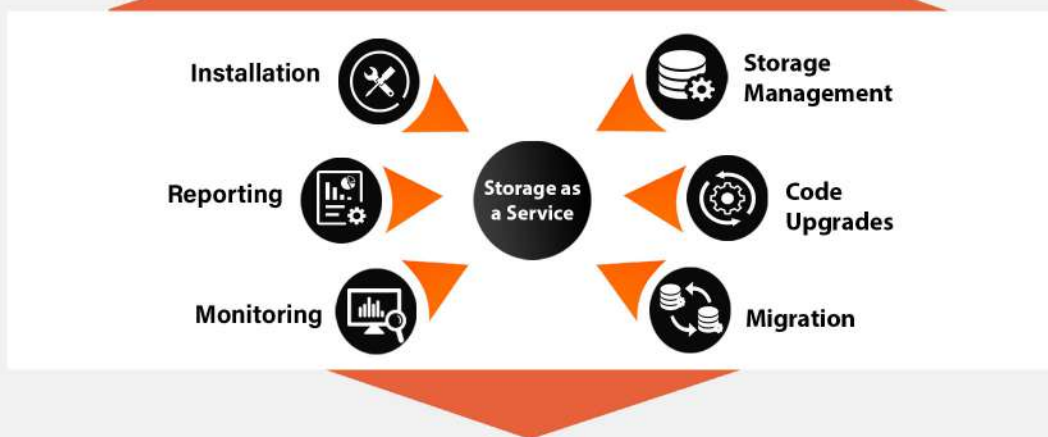 Installation
Storage
Management
Reporting
Storage as
a Service
Code
Upgrades
Monitoring
Migration